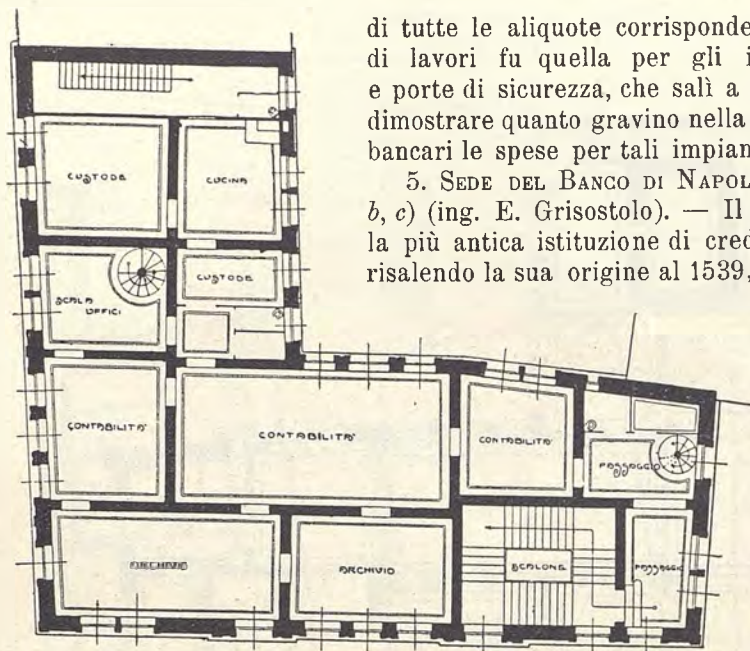 di tutte le aliquote corrisponde
di lavori fu quella per gli i
e porte di sicurezza, che salì a
dimostrare quanto gravino nella
bancari le spese per tali impian
5. SEDE DEL BANCO DI NAPOL
b, c) (ing. E. Grisostolo). — Il
la più antica istituzione di cred
risalendo la sua origine al 1539,
CUSTODE
CUCINA
CUSTODE
SCALA
UFFICI
CONTABILITA'
CONTABILITA'
CONTABILITA'
PASSAGGIO
ARCHIVIO
ARCHIVIO
SCALONE
PASSAGGIO